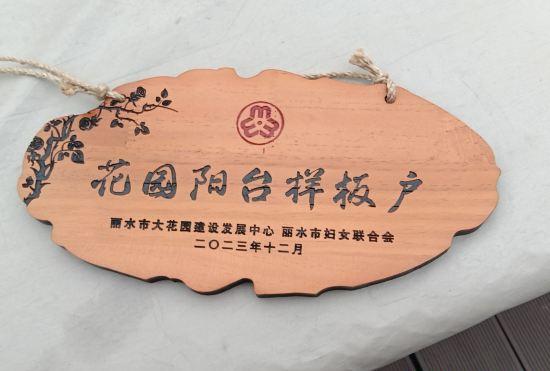 花园阳台样板户
丽水市大花园建设发展中心 丽水市妇女联合会
二〇二三年十二月